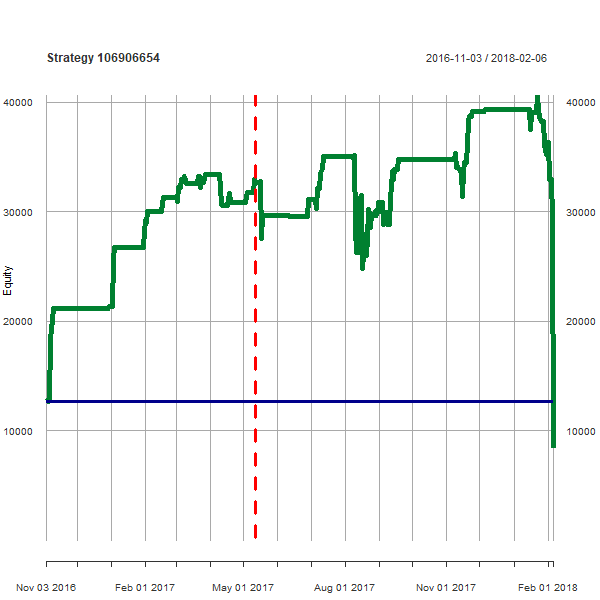 Strategy 106906654
2016-11-03 / 2018-02-06
40000
40000
30000
30000
Equity
20000
20000
10000
10000
Nov 03 2016
Feb 01 2017
May 01 2017
Aug 01 2017
Nov 01 2017
Feb 01 2018